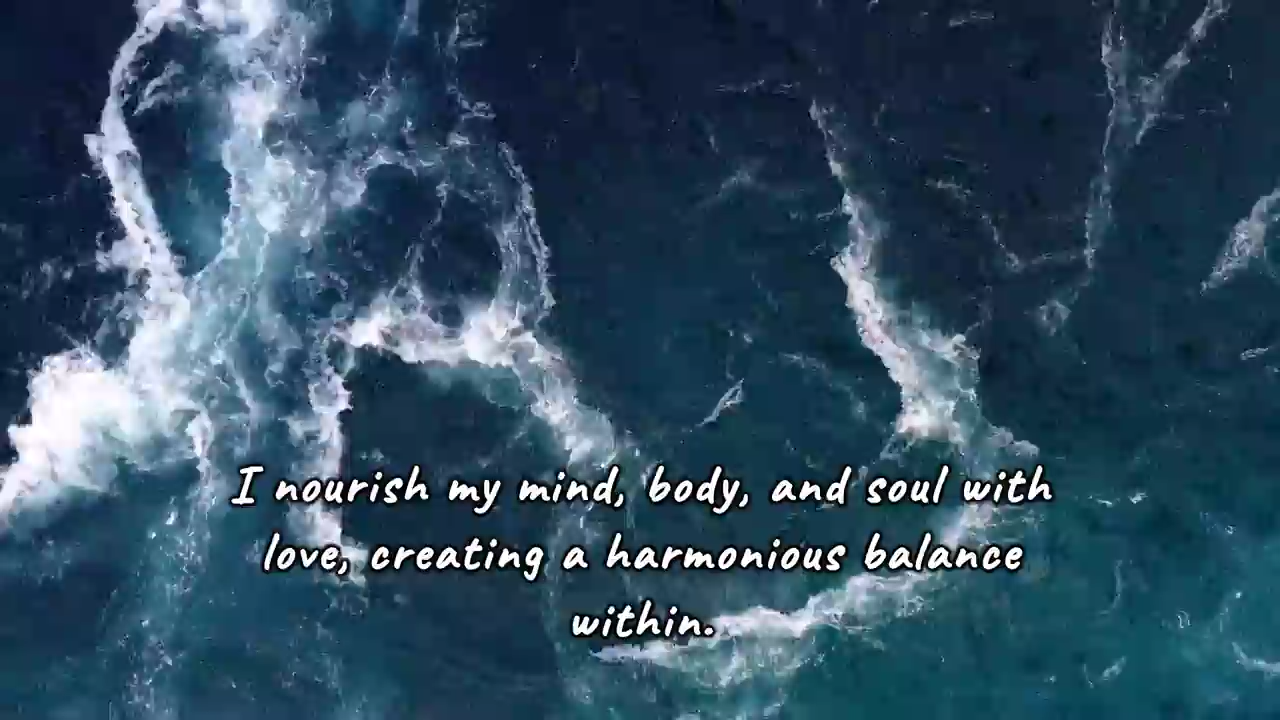 I nourish my mind, body, and soul with
love, creating a harmonious balance
within.